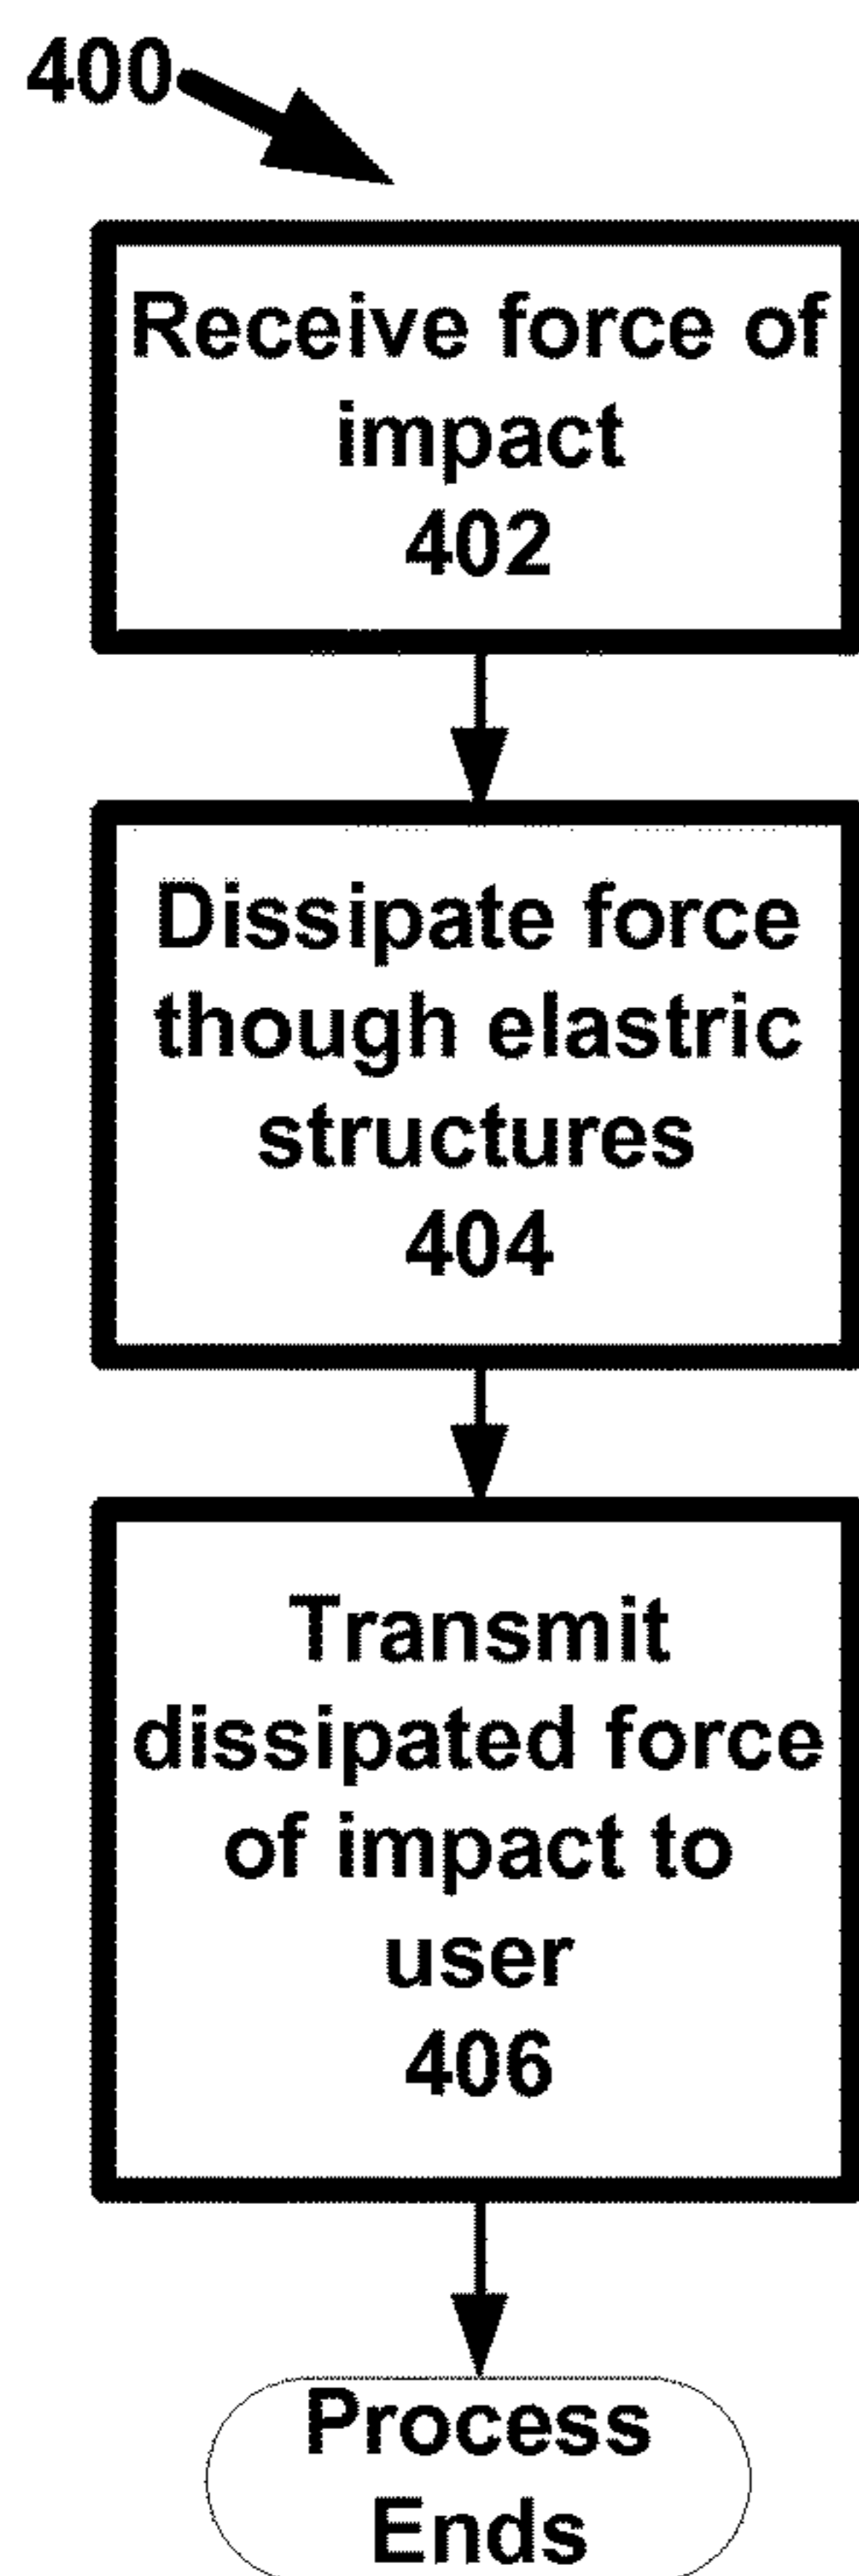 400
Receive force of
impact
402
Dissipate force
though elastric
structures
404
Transmit
dissipated force
of impact to
user
406
Process
Ends